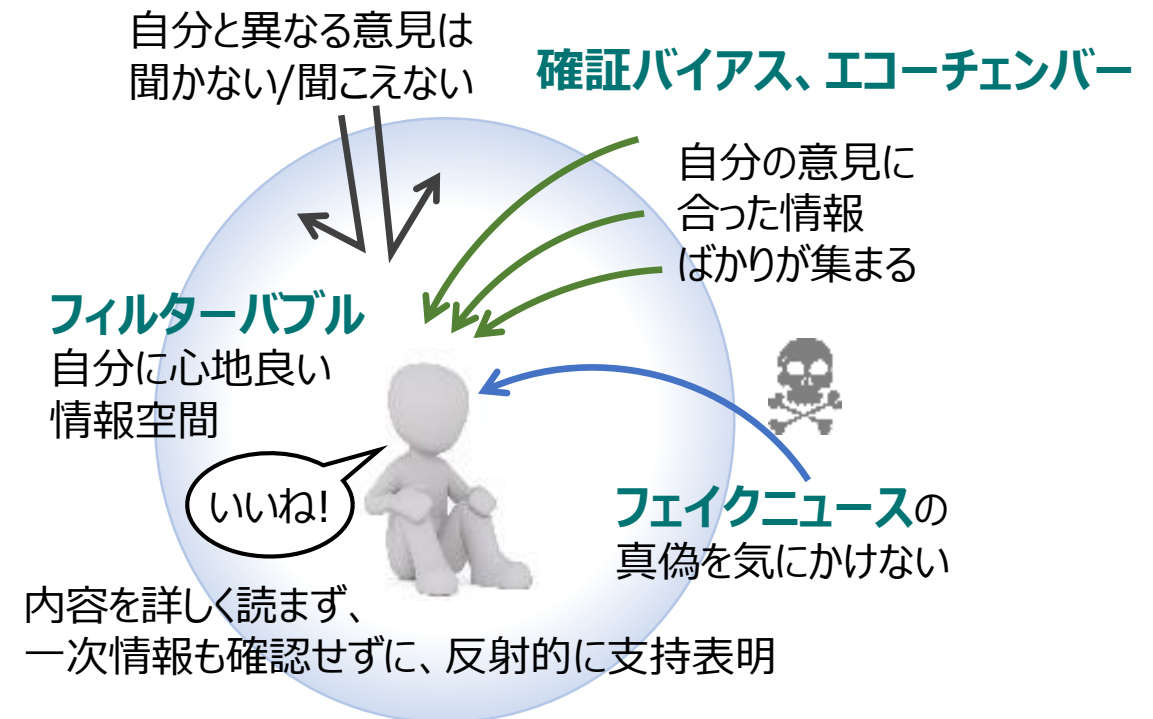 自分と異なる意見は
聞かない/聞こえない
確証バイアス、エコーチェンバー
自分の意見に
合った情報
ばかりが集まる
フィルターバブル
自分に心地良い
情報空間
いいね!
フェイクニュースの
真偽を気にかけない
内容を詳しく読まず、
一次情報も確認せずに、反射的に支持表明